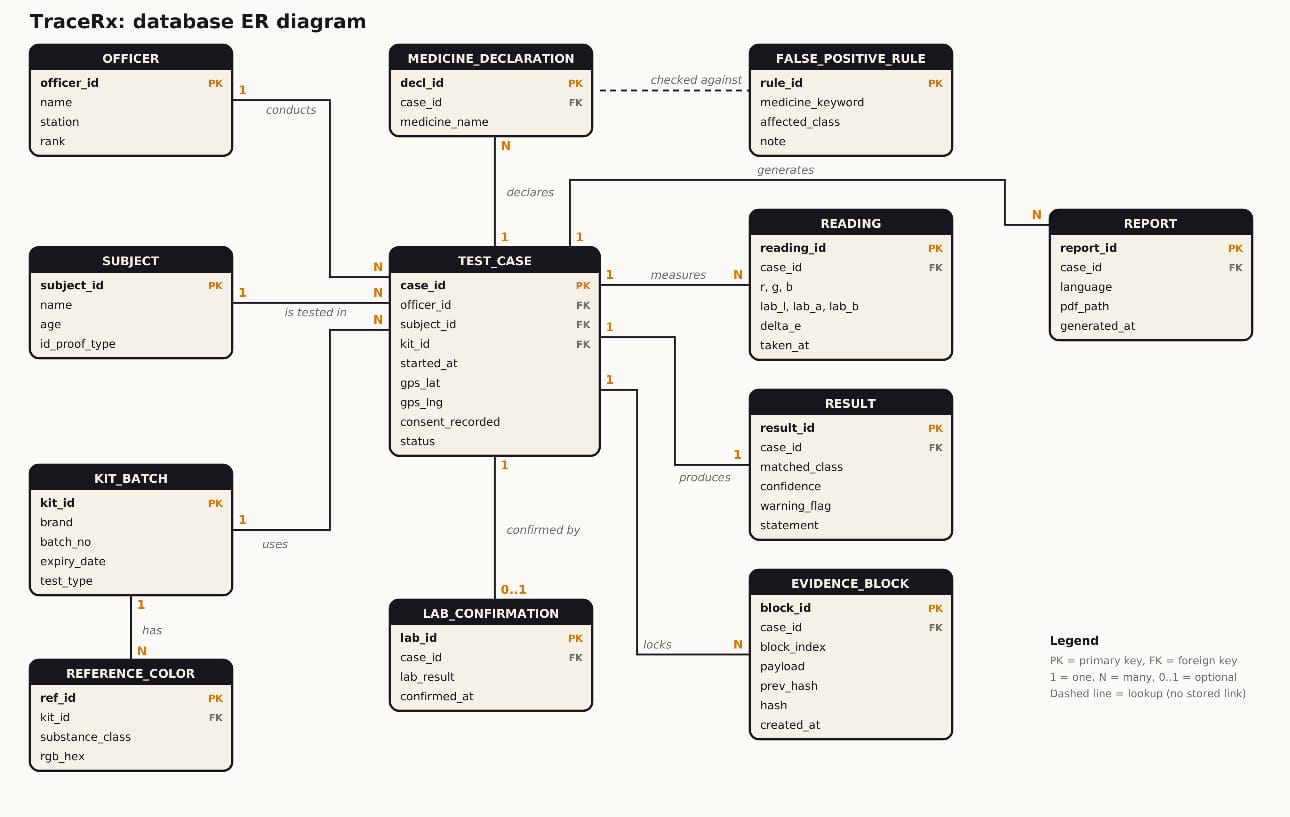 TraceRx: database ER diagram
OFFICER
officer_id PK
name
station
rank
1
conducts
MEDICINE_DECLARATION
decl_id PK
case_id FK
medicine_name
checked against
FALSE_POSITIVE_RULE
rule_id PK
medicine_keyword
affected_class
note
N
declares
1
1
generates
N
SUBJECT
subject_id PK
name
age
id_proof_type
1
is tested in
N
N
N
TEST_CASE
case_id PK
officer_id FK
subject_id FK
kit_id FK
started_at
gps_lat
gps_lng
consent_recorded
status
1
measures
N
1
1
READING
reading_id PK
case_id FK
r, g, b
lab_l, lab_a, lab_b
delta_e
taken_at
REPORT
report_id PK
case_id FK
language
pdf_path
generated_at
1
produces
RESULT
result_id PK
case_id FK
matched_class
confidence
warning_flag
statement
KIT_BATCH
kit_id PK
brand
batch_no
expiry_date
test_type
1
uses
1
confirmed by
0..1
1
has
N
REFERENCE_COLOR
ref_id PK
kit_id FK
substance_class
rgb_hex
LAB_CONFIRMATION
lab_id PK
case_id FK
lab_result
confirmed_at
locks
N
EVIDENCE_BLOCK
block_id PK
case_id FK
block_index
payload
prev_hash
hash
created_at
Legend
PK = primary key, FK = foreign key
1 = one, N = many, 0..1 = optional
Dashed line = lookup (no stored link)